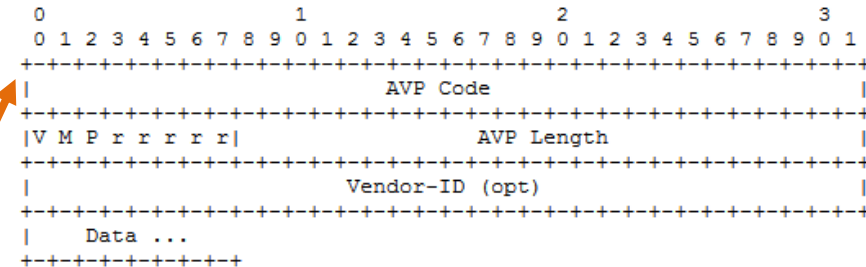 0                   1                   2                   3
 0 1 2 3 4 5 6 7 8 9 0 1 2 3 4 5 6 7 8 9 0 1 2 3 4 5 6 7 8 9 0 1
+-+-+-+-+-+-+-+-+-+-+-+-+-+-+-+-+-+-+-+-+-+-+-+-+-+-+-+-+-+-+-+-+
|                           AVP Code                            |
+-+-+-+-+-+-+-+-+-+-+-+-+-+-+-+-+-+-+-+-+-+-+-+-+-+-+-+-+-+-+-+-+
|V M P r r r r r|                  AVP Length                   |
+-+-+-+-+-+-+-+-+-+-+-+-+-+-+-+-+-+-+-+-+-+-+-+-+-+-+-+-+-+-+-+-+
|                        Vendor-ID (opt)                        |
+-+-+-+-+-+-+-+-+-+-+-+-+-+-+-+-+-+-+-+-+-+-+-+-+-+-+-+-+-+-+-+-+
|    Data ...
+-+-+-+-+-+-+-+-+